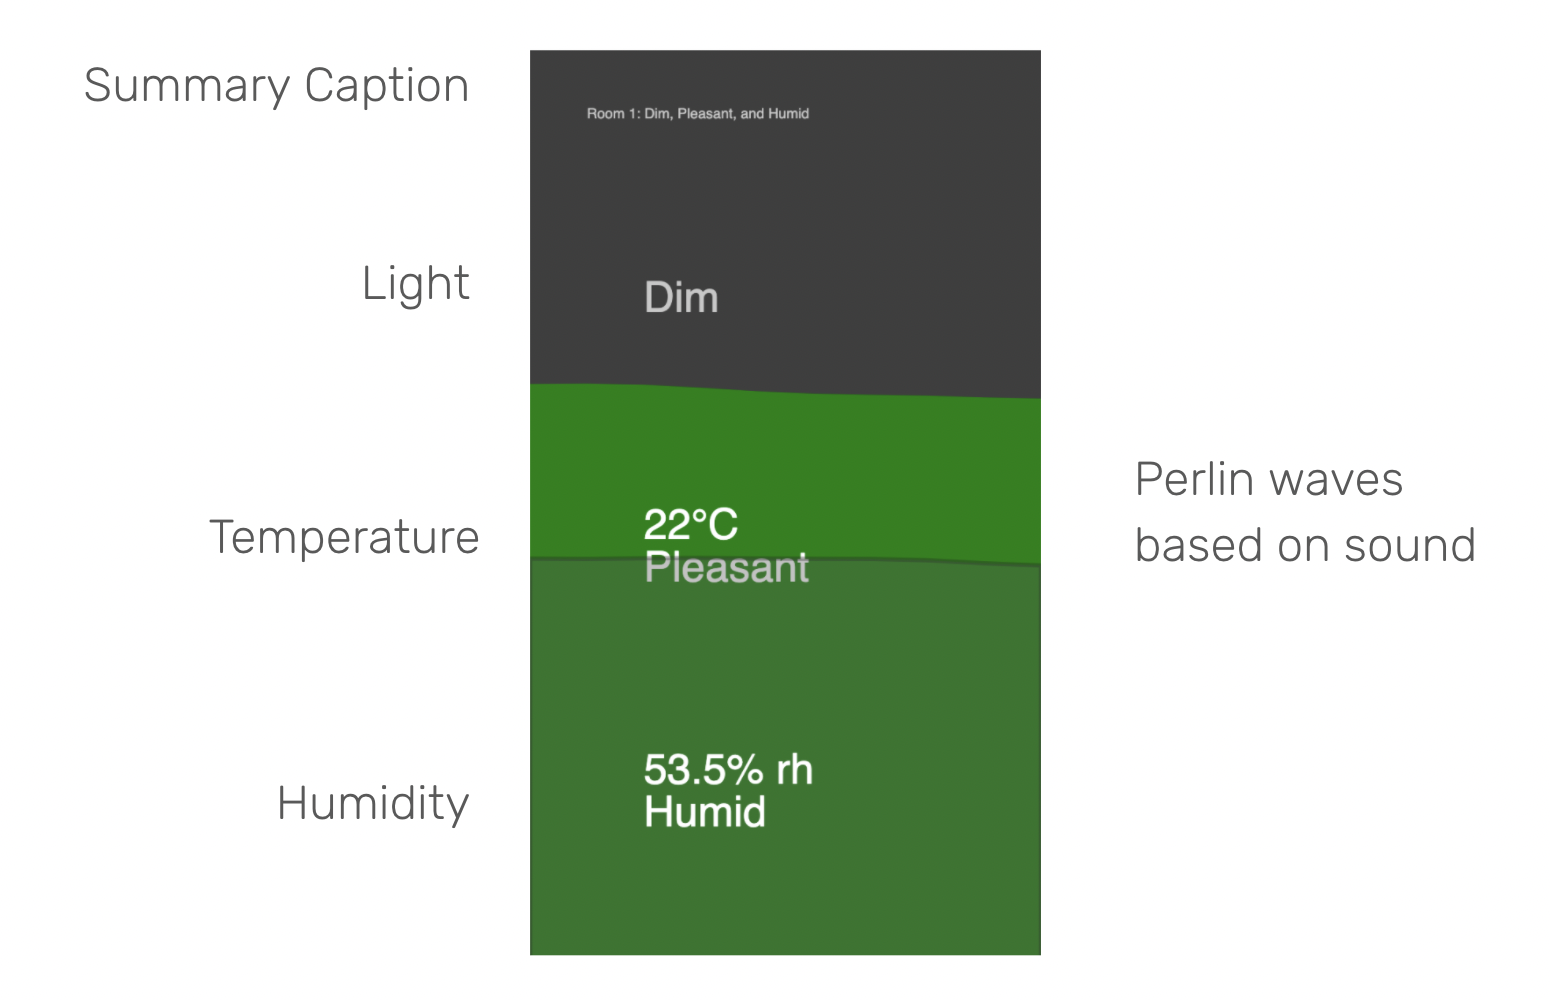 Summary Caption
Room 1: Dim, Pleasant, and Humid
Light
Dim
Temperature
22°C
Pleasant
Perlin waves
based on sound
Humidity
53.5% rh
Humid